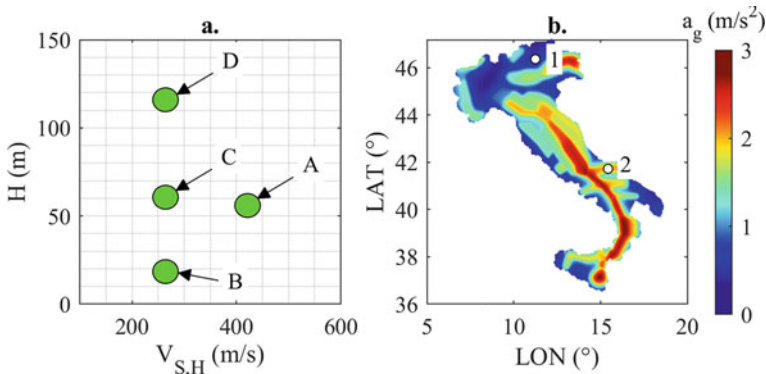 a.
150
100
50
0
H (m)
D
C
A
B
200
400
600
V_S,H (m/s)
b.
46
44
42
40
38
36
LAT (°)
1
2
5
10
15
20
LON (°)
a_g (m/s²)
3
2
1
0